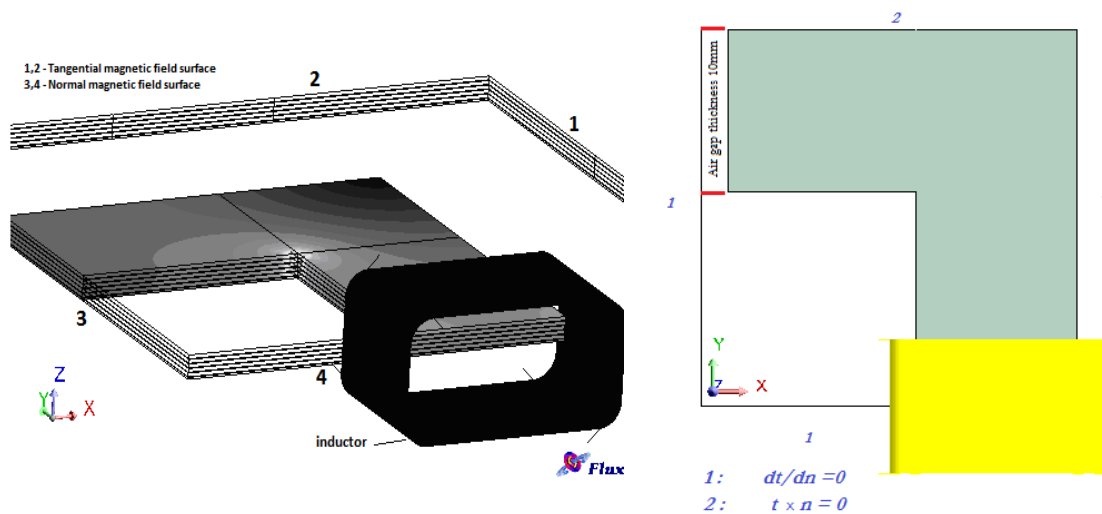 1,2 - Tangential magnetic field surface
3,4 - Normal magnetic field surface
2
1
3
4
inductor
Z
Y
X
Flux
2
Air gap thickness 10mm
1
Y
Z
X
1
1: dt/dn =0
2: t x n = 0